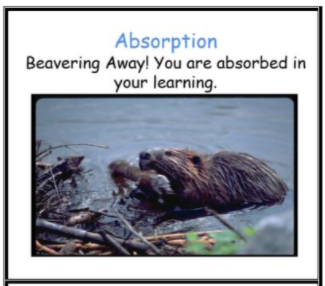 Absorption
Beavering Away! You are absorbed in
your learning.